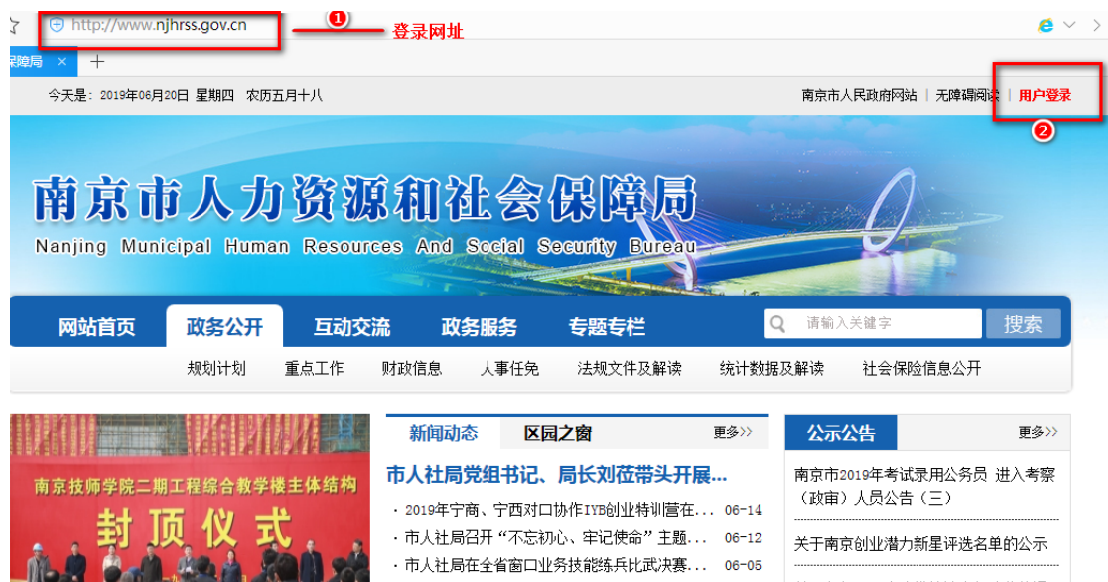 http://www.njhrss.gov.cn
1
登录网址
保障局 × +
今天是：2019年06月20日 星期四 农历五月十八
南京市人民政府网站 | 无障碍阅读 | 用户登录
2
南京市人力资源和社会保障局
Nanjing Municipal Human Resources And Social Security Bureau
网站首页 政务公开 互动交流 政务服务 专题专栏
请输入关键字 搜索
规划计划 重点工作 财政信息 人事任免 法规文件及解读 统计数据及解读 社会保险信息公开
南京技师学院二期工程综合教学楼主体结构
封顶仪式
新闻动态 区园之窗 更多>>
市人社局党组书记、局长刘莅带头开展...
· 2019年宁商、宁西对口协作IYB创业特训营在... 06-14
· 市人社局召开“不忘初心、牢记使命”主题... 06-12
· 市人社局在全省窗口业务技能练兵比武决赛... 06-05
公示公告 更多>>
南京市2019年考试录用公务员 进入考察
（政审）人员公告（三）
关于南京创业潜力新星评选名单的公示